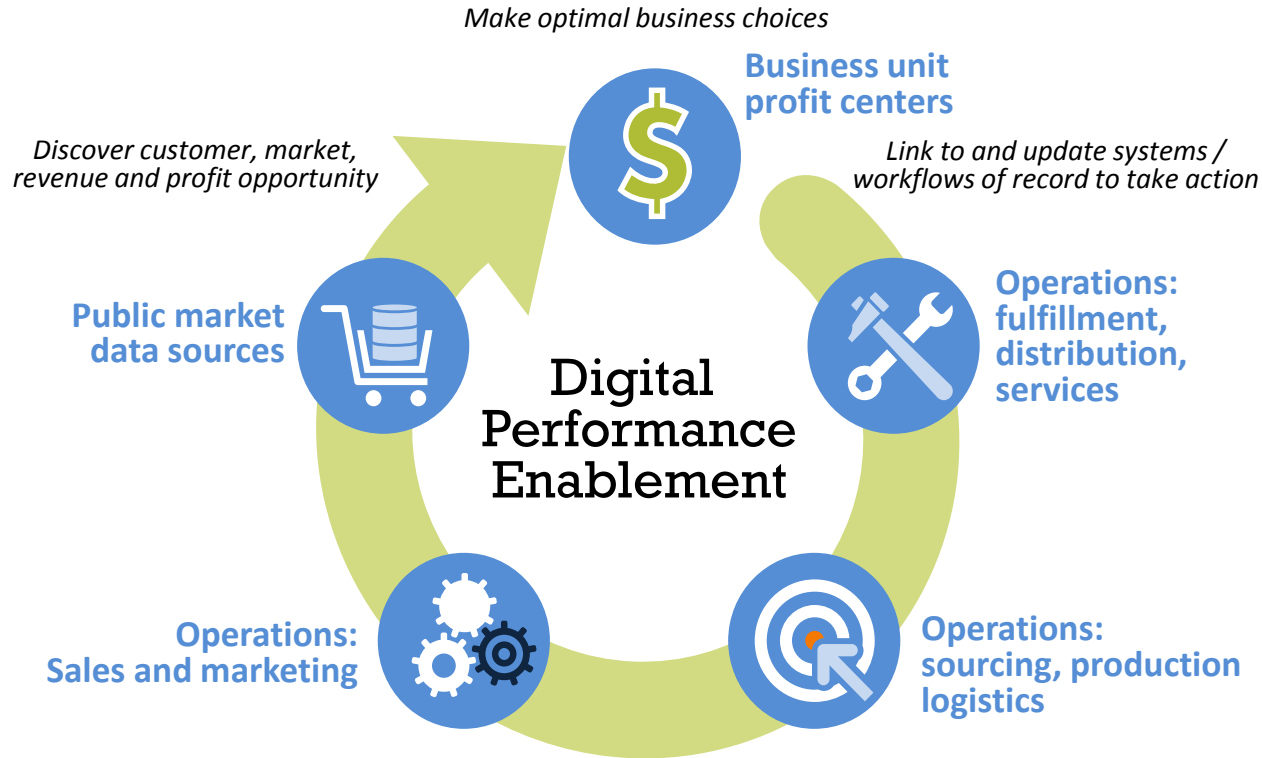 Make optimal business choices
Business unit
profit centers
Discover customer, market,
revenue and profit opportunity
Link to and update systems /
workflows of record to take action
Public market
data sources
Operations:
fulfillment,
distribution,
services
Digital
Performance
Enablement
Operations:
Sales and marketing
Operations:
sourcing, production
logistics